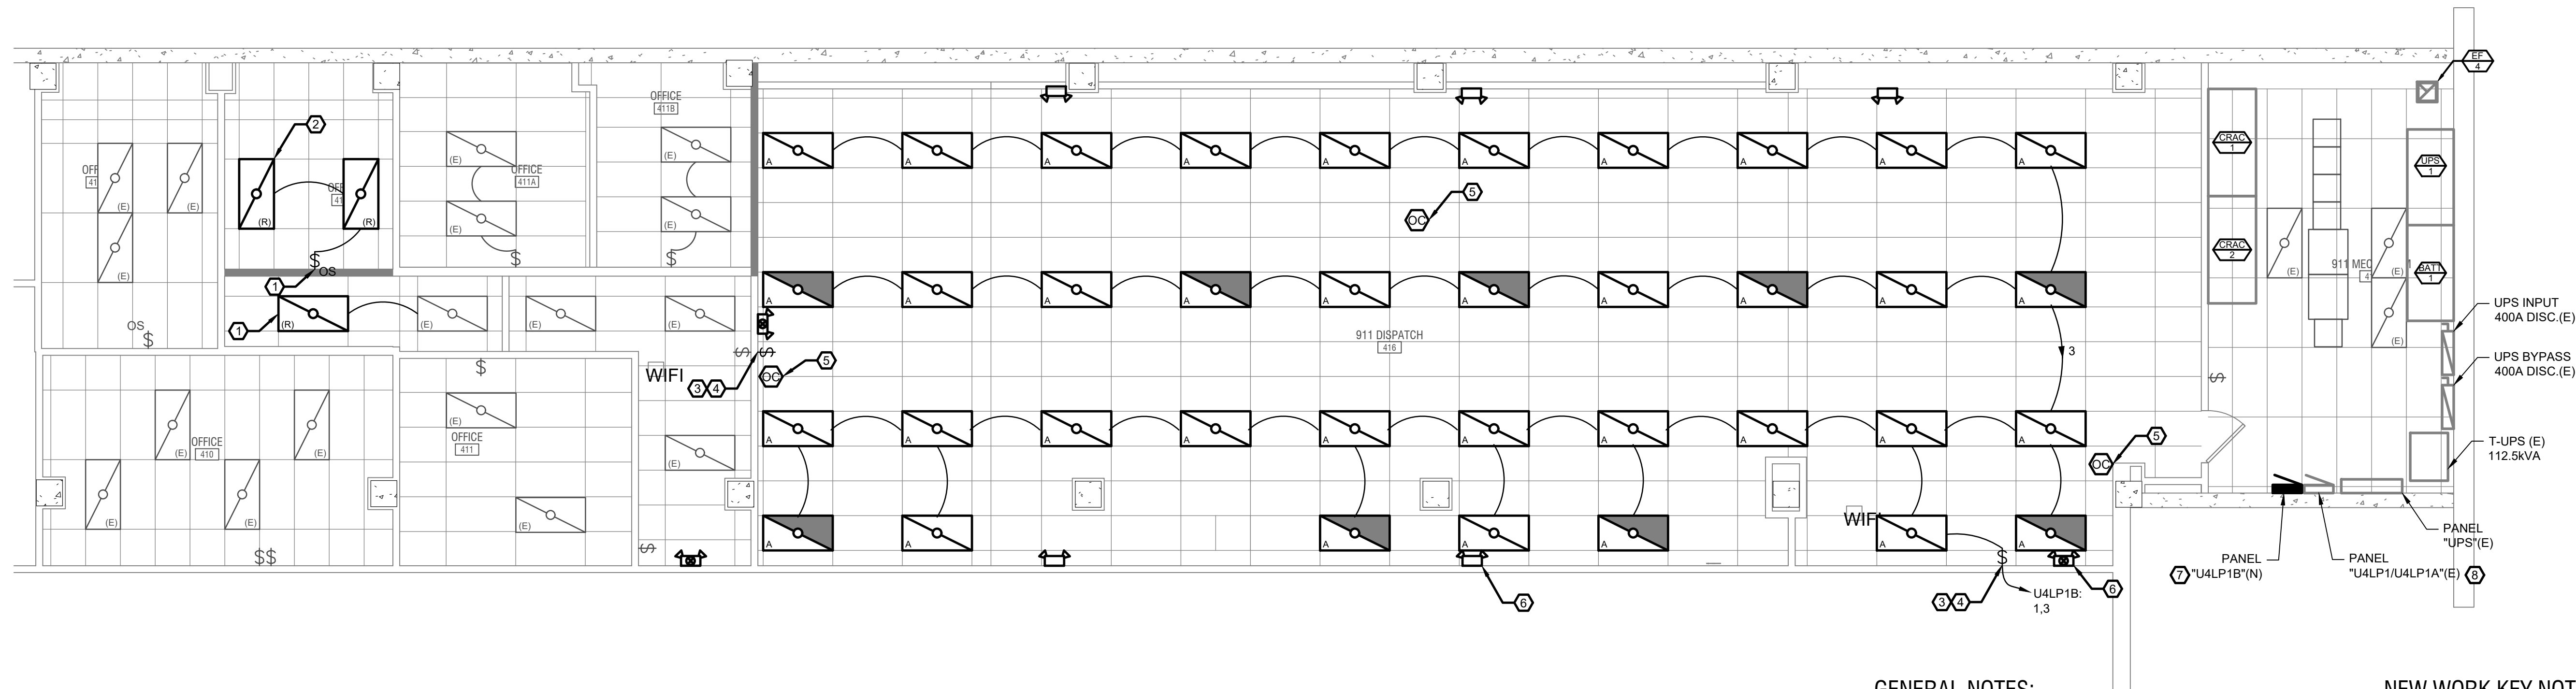 EF
4
OFFICE
411B
2
CRAC
1
UPS
1
(E)
(E)
A
A
A
A
A
A
A
A
A
A
OFFICE
411A
5
OC
(E)
(E)
(R)
(R)
(E)
(E)
$
OS
$
$
CRAC
2
(E)
(E)
911
BATT
1
(E)
1
A
A
A
A
A
A
A
A
A
A
1
(R)
(E)
(E)
(E)
OS
$
UPS INPUT
400A DISC.(E)
911 DISPATCH
416
3
$
$
(E)
UPS BYPASS
400A DISC.(E)
$
WIFI
3
4
OC
5
$
$
(E)
A
A
A
A
A
A
A
A
A
A
OFFICE
410
(E)
(E)
OFFICE
411
(E)
5
OC
T-UPS (E)
112.5kVA
(E)
(E)
(E)
A
A
A
A
A
A
A
$$
$
$
PANEL
"UPS"(E)
PANEL
"U4LP1B"(N)
7
PANEL
"U4LP1/U4LP1A"(E)
8
6
3
4
U4LP1B:
1,3
6
GENERAL NOTES:
NEW WORK KEY